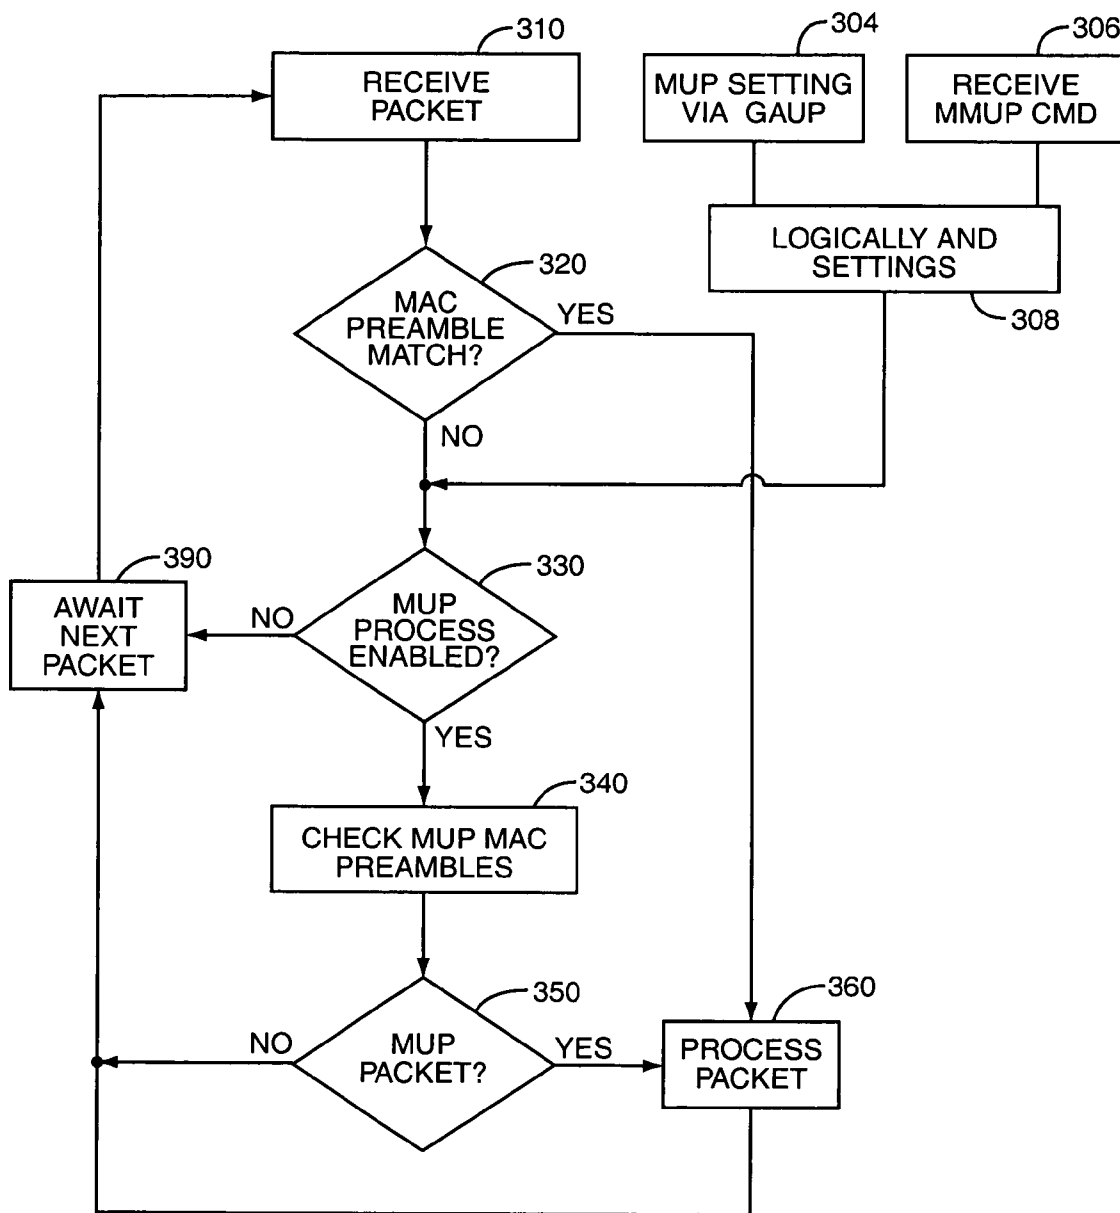 310
RECEIVE
PACKET
304
MUP SETTING
VIA GAUP
306
RECEIVE
MMUP CMD
LOGICALLY AND
SETTINGS
308
320
MAC
PREAMBLE
MATCH?
YES
NO
390
AWAIT
NEXT
PACKET
NO
330
MUP
PROCESS
ENABLED?
YES
340
CHECK MUP MAC
PREAMBLES
350
NO
MUP
PACKET?
YES
360
PROCESS
PACKET